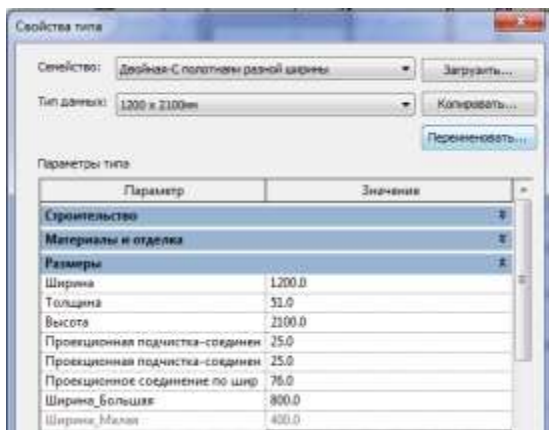 Свойства типа
Семейство: Двойная-С полотнами разной ширины Загрузить...
Тип данных: 1200 x 2100мм Копировать...
Переименовать...
Параметры типа
Параметр Значение
Строительство
Материалы и отделка
Размеры
Ширина 1200.0
Толщина 51.0
Высота 2100.0
Проекционная подчистка-соединен 25.0
Проекционная подчистка-соединен 25.0
Проекционное соединение по шир 76.0
Ширина_Большая 800.0
Ширина_Малая 400.0